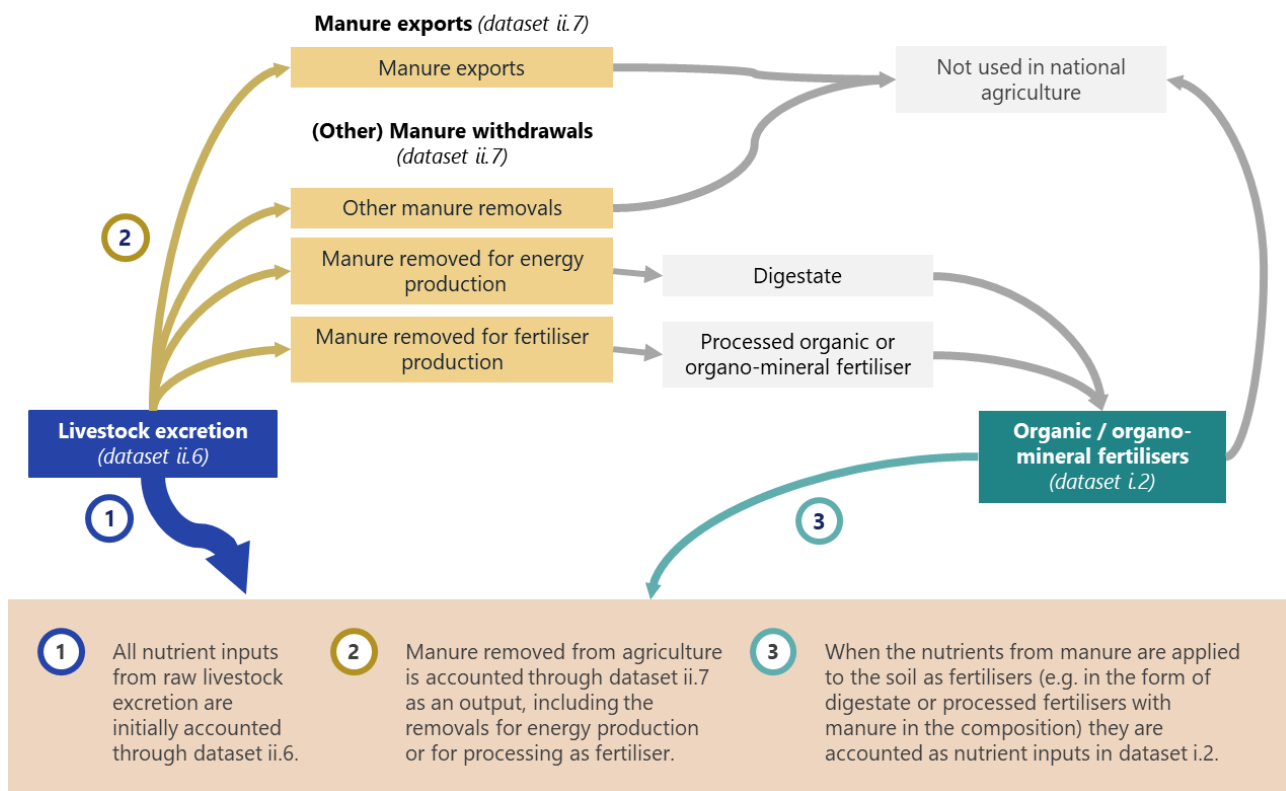 Manure exports (dataset ii.7)
Manure exports
Not used in national
agriculture
(Other) Manure withdrawals
(dataset ii.7)
Other manure removals
2
Manure removed for energy
production
Digestate
Manure removed for fertiliser
production
Processed organic or
organo-mineral fertiliser
Livestock excretion
(dataset ii.6)
Organic / organo-
mineral fertilisers
(dataset i.2)
1
3
1
All nutrient inputs
from raw livestock
excretion are
initially accounted
through dataset ii.6.
2
Manure removed from agriculture
is accounted through dataset ii.7
as an output, including the
removals for energy production
or for processing as fertiliser.
3
When the nutrients from manure are applied
to the soil as fertilisers (e.g. in the form of
digestate or processed fertilisers with
manure in the composition) they are
accounted as nutrient inputs in dataset i.2.